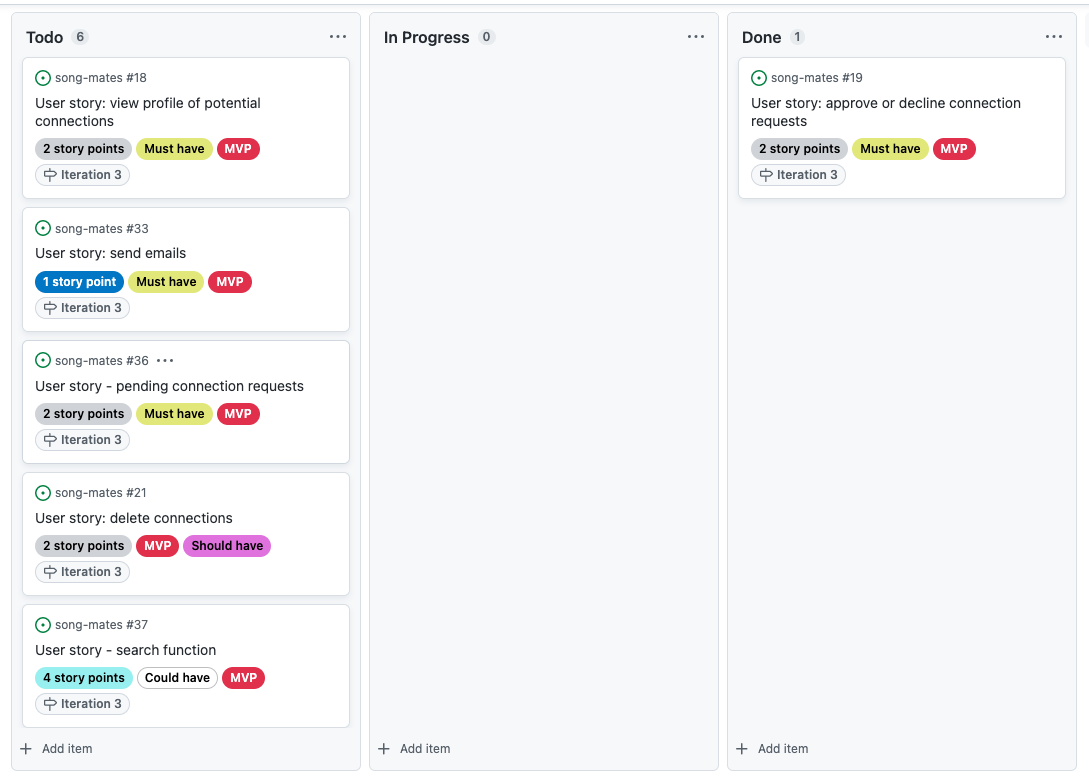 Todo 6
song-mates #18
User story: view profile of potential
connections
2 story points Must have MVP
Iteration 3
song-mates #33
User story: send emails
1 story point Must have MVP
Iteration 3
song-mates #36
User story - pending connection requests
2 story points Must have MVP
Iteration 3
song-mates #21
User story: delete connections
2 story points MVP Should have
Iteration 3
song-mates #37
User story - search function
4 story points Could have MVP
Iteration 3
Add item
In Progress 0
Add item
Done 1
song-mates #19
User story: approve or decline connection
requests
2 story points Must have MVP
Iteration 3
Add item